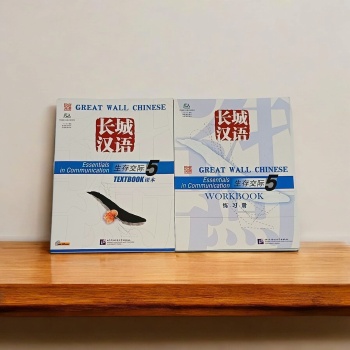 GREAT WALL CHINESE
长城
汉语
Essentials
in Communication
生存交际 5
TEXTBOOK 课本
长城
汉语
GREAT WALL CHINESE
Essentials
in Communication
生存交际 5
WORKBOOK
练习册